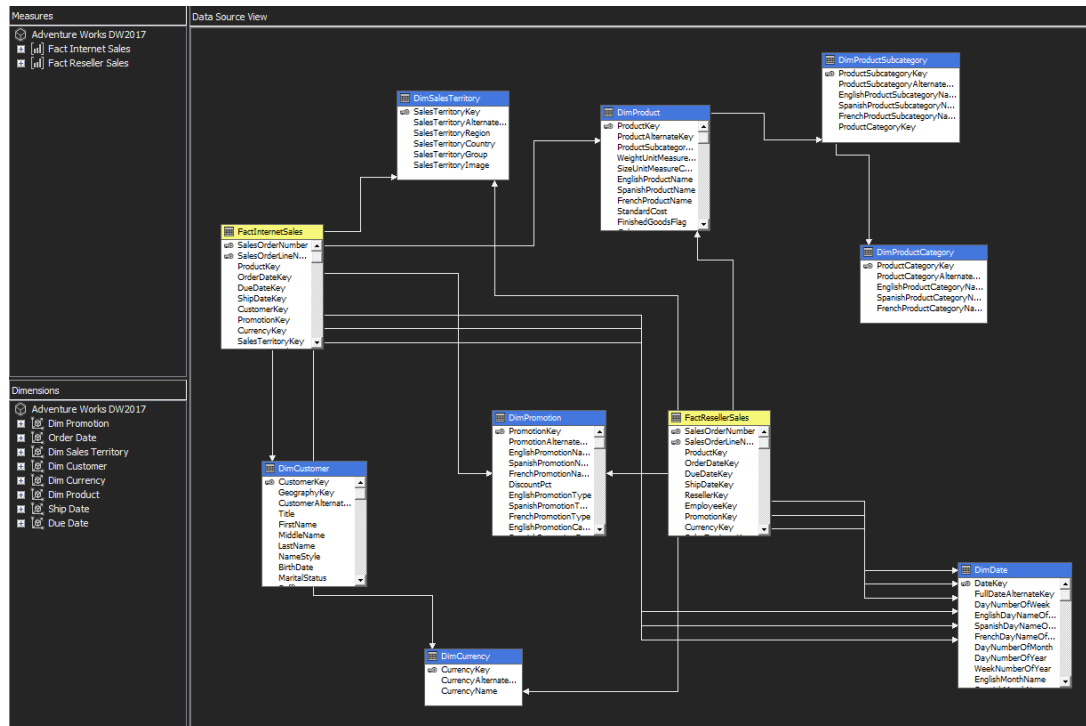 Measures
Adventure Works DW2017
Fact Internet Sales
Fact Reseller Sales
Dimensions
Adventure Works DW2017
Dim Promotion
Order Date
Dim Sales Territory
Dim Customer
Dim Currency
Dim Product
Ship Date
Due Date
Data Source View
DimSalesTerritory
SalesTerritoryKey
SalesTerritoryAlternate...
SalesTerritoryRegion
SalesTerritoryCountry
SalesTerritoryGroup
SalesTerritoryImage
DimProduct
ProductKey
ProductAlternateKey
ProductSubcategor...
WeightUnitMeasure...
SizeUnitMeasureC...
EnglishProductName
SpanishProductName
FrenchProductName
StandardCost
FinishedGoodsFlag
DimProductSubcategory
ProductSubcategoryKey
ProductSubcategoryAlternate...
EnglishProductSubcategoryNa...
SpanishProductSubcategoryN...
FrenchProductSubcategoryNa...
ProductCategoryKey
FactInternetSales
SalesOrderNumber
SalesOrderLineN...
ProductKey
OrderDateKey
DueDateKey
ShipDateKey
CustomerKey
PromotionKey
CurrencyKey
SalesTerritoryKey
DimProductCategory
ProductCategoryKey
ProductCategoryAlternate...
EnglishProductCategoryNa...
SpanishProductCategoryN...
FrenchProductCategoryNa...
DimCustomer
CustomerKey
GeographyKey
CustomerAlternat...
Title
FirstName
MiddleName
LastName
NameStyle
BirthDate
MaritalStatus
DimPromotion
PromotionKey
PromotionAlternate...
EnglishPromotionNa...
SpanishPromotionN...
FrenchPromotionNa...
DiscountPct
EnglishPromotionType
SpanishPromotionT...
FrenchPromotionType
EnglishPromotionCa...
FactResellerSales
SalesOrderNumber
SalesOrderLineN...
ProductKey
OrderDateKey
DueDateKey
ShipDateKey
ResellerKey
EmployeeKey
PromotionKey
CurrencyKey
DimDate
DateKey
FullDateAlternateKey
DayNumberOfWeek
EnglishDayNameOf...
SpanishDayNameO...
FrenchDayNameOf...
DayNumberOfMonth
DayNumberOfYear
WeekNumberOfYear
EnglishMonthName
DimCurrency
CurrencyKey
CurrencyAlternate...
CurrencyName